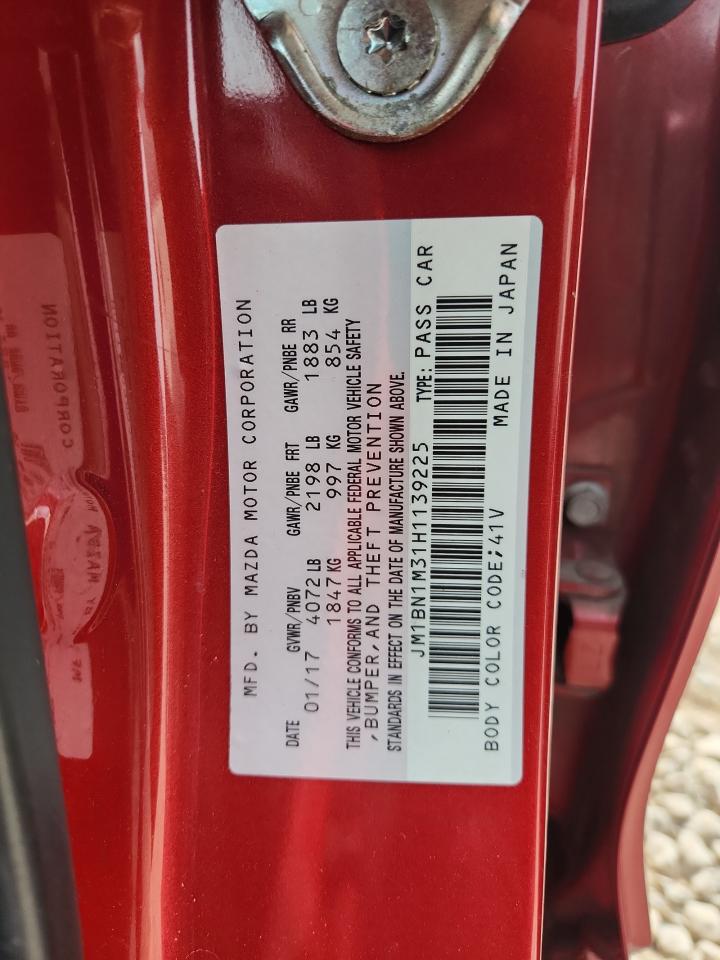 MFD. BY MAZDA MOTOR CORPORATION
DATE GVWR/PNBV GAWR/PNBE FRT GAWR/PNBE RR
01/17 4072 LB 2198 LB 1883 LB
1847 KG 997 KG 854 KG
THIS VEHICLE CONFORMS TO ALL APPLICABLE FEDERAL MOTOR VEHICLE SAFETY
,BUMPER,AND THEFT PREVENTION
STANDARDS IN EFFECT ON THE DATE OF MANUFACTURE SHOWN ABOVE.
JM1BN1M31H1139225 TYPE: PASS CAR
BODY COLOR CODE;41V MADE IN JAPAN
CORPORATION
MAZDA